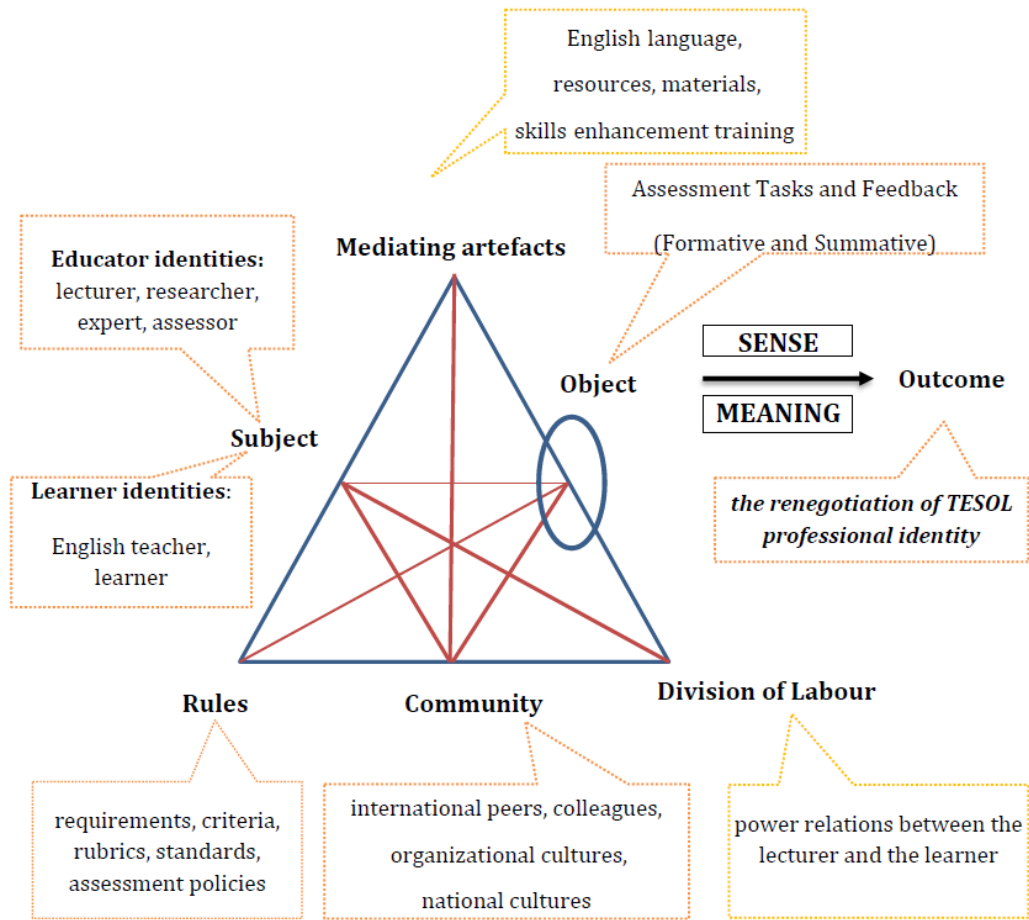 English language,
resources, materials,
skills enhancement training
Assessment Tasks and Feedback
(Formative and Summative)
Mediating artefacts
Educator identities:
lecturer, researcher,
expert, assessor
SENSE
Object
Outcome
MEANING
Subject
Learner identities:
English teacher,
learner
the renegotiation of TESOL
professional identity
Rules
Community
Division of Labour
requirements, criteria,
rubrics, standards,
assessment policies
international peers, colleagues,
organizational cultures,
national cultures
power relations between the
lecturer and the learner